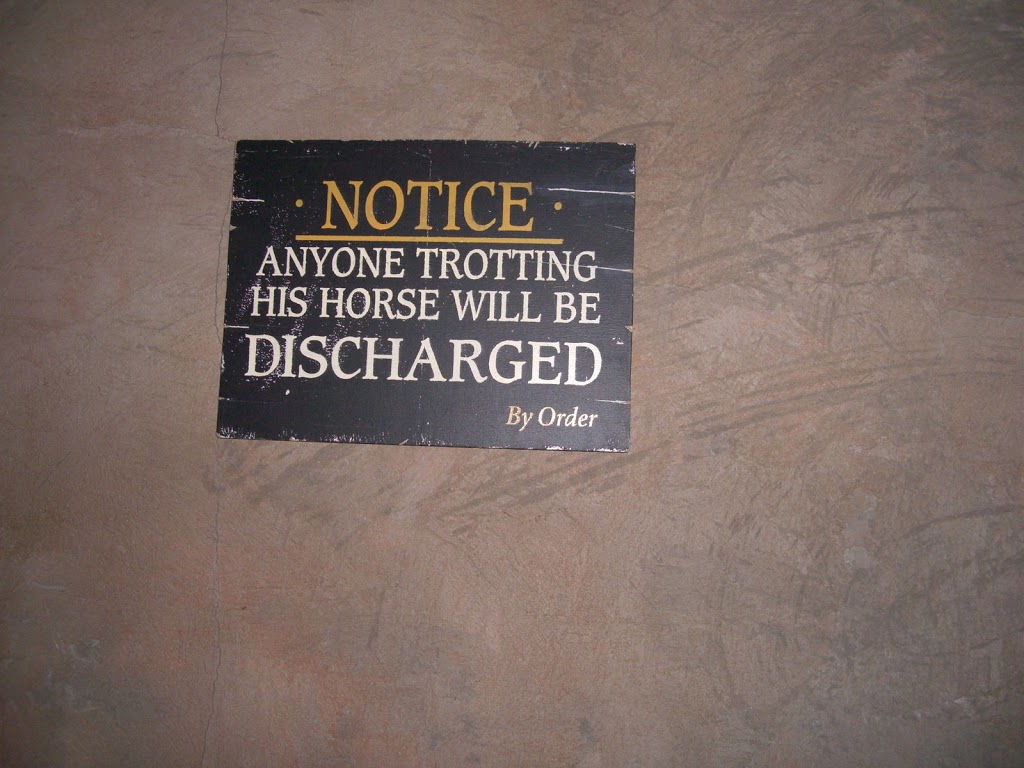 · NOTICE ·
ANYONE TROTTING
HIS HORSE WILL BE
DISCHARGED
By Order